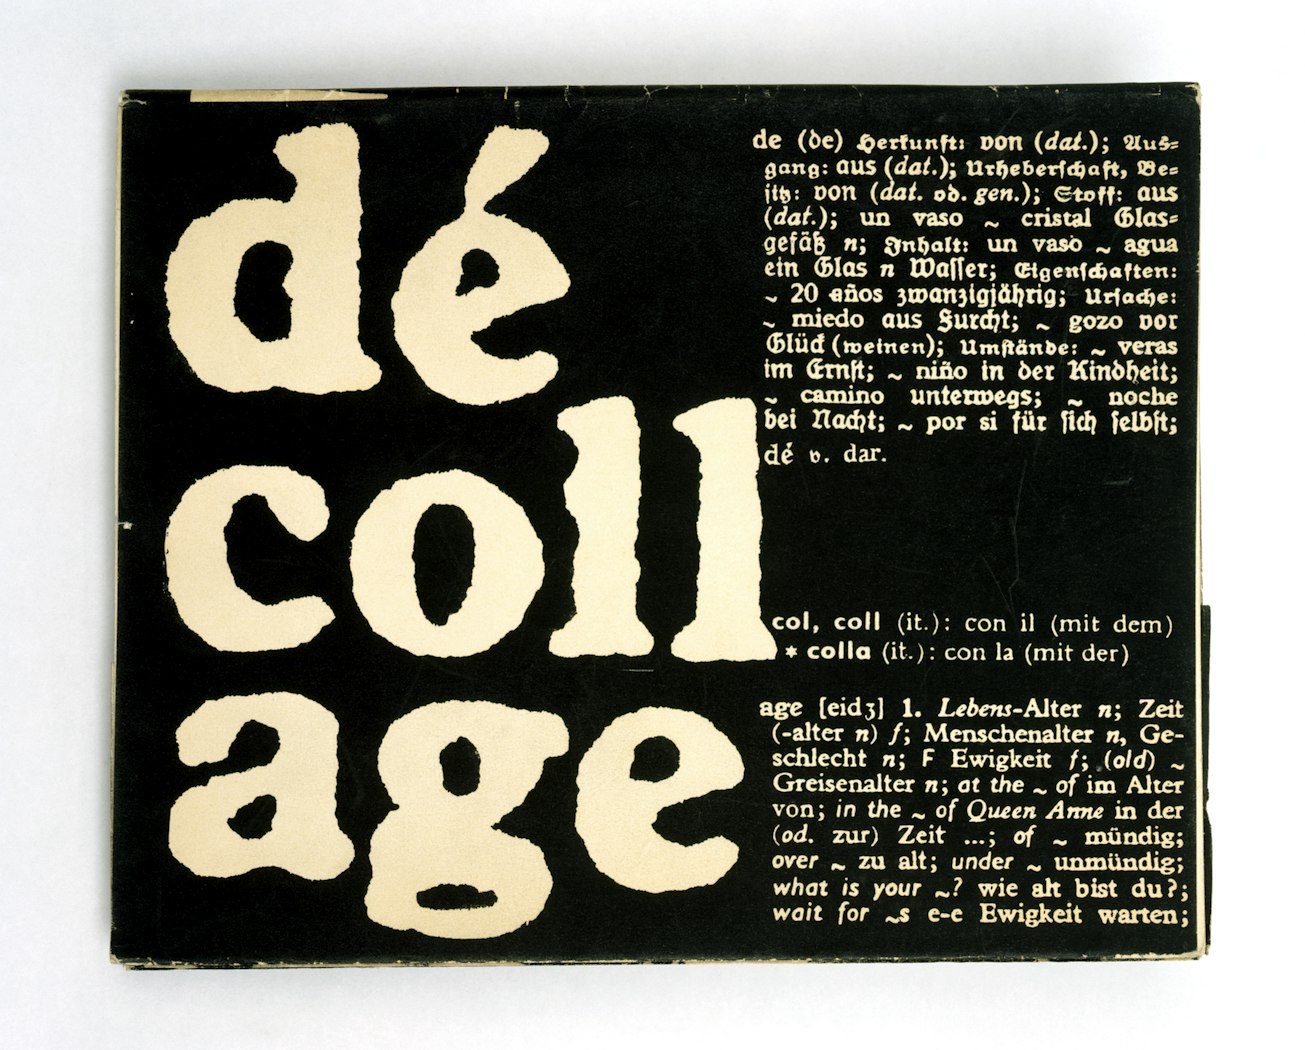 dé
coll
age
de (de) Herkunft: von (dat.); Aus=
gang: aus (dat.); Urheberschaft, Be=
sitz: von (dat. od. gen.); Stoff: aus
(dat.); un vaso ~ cristal Glas=
gefäß n; Inhalt: un vaso ~ agua
ein Glas n Wasser; Eigenschaften:
~ 20 años zwanzigjährig; Ursache:
~ miedo aus Furcht; ~ gozo vor
Glück (weinen); Umstände: ~ veras
im Ernst; ~ niño in der Kindheit;
~ camino unterwegs; ~ noche
bei Nacht; ~ por si für sich selbst;
dé v. dar.
col, coll (it.): con il (mit dem)
* colla (it.): con la (mit der)
age [eidʒ] 1. Lebens-Alter n; Zeit
(-alter n) f; Menschenalter n, Ge-
schlecht n; F Ewigkeit f; (old) ~
Greisenalter n; at the ~ of im Alter
von; in the ~ of Queen Anne in der
(od. zur) Zeit ...; of ~ mündig;
over ~ zu alt; under ~ unmündig;
what is your ~? wie alt bist du?;
wait for ~s e-e Ewigkeit warten;